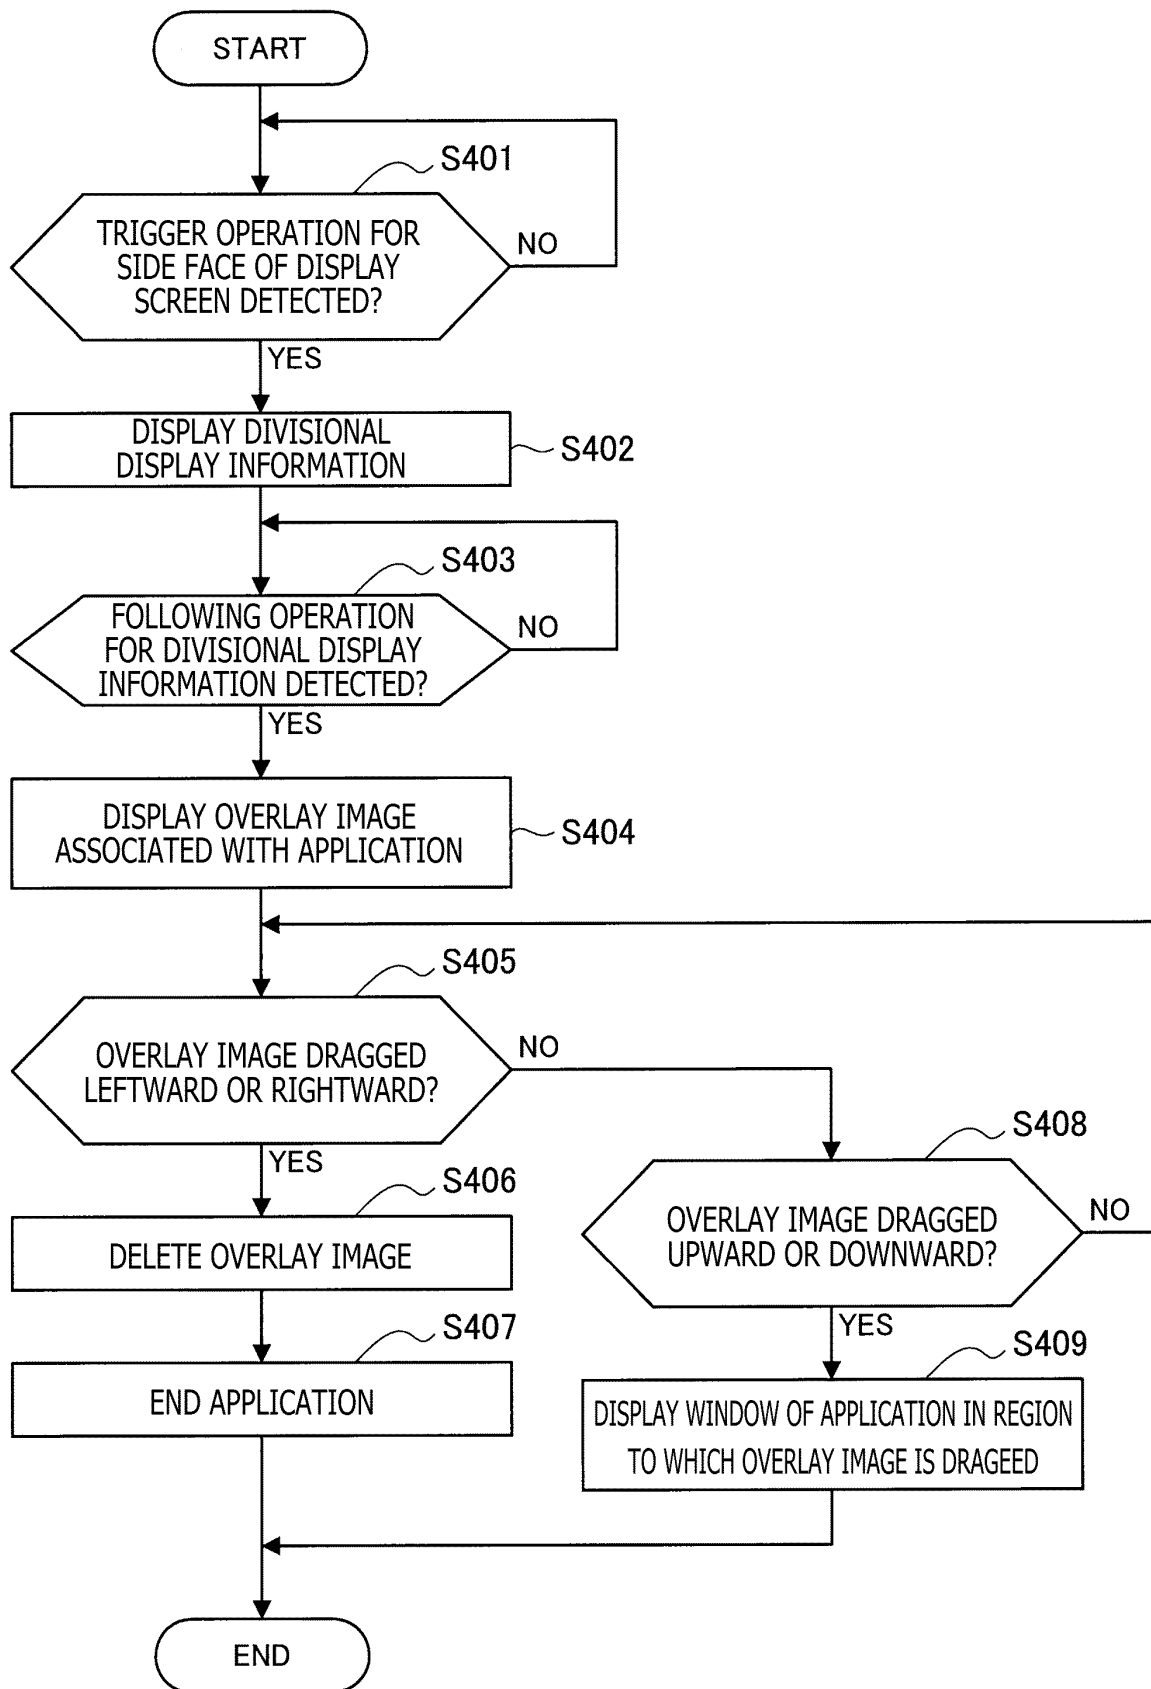 START
S401
TRIGGER OPERATION FOR
SIDE FACE OF DISPLAY
SCREEN DETECTED?
NO
YES
DISPLAY DIVISIONAL
DISPLAY INFORMATION
S402
S403
FOLLOWING OPERATION
FOR DIVISIONAL DISPLAY
INFORMATION DETECTED?
NO
YES
DISPLAY OVERLAY IMAGE
ASSOCIATED WITH APPLICATION
S404
S405
OVERLAY IMAGE DRAGGED
LEFTWARD OR RIGHTWARD?
NO
YES
S406
DELETE OVERLAY IMAGE
S407
END APPLICATION
S408
OVERLAY IMAGE DRAGGED
UPWARD OR DOWNWARD?
NO
YES
S409
DISPLAY WINDOW OF APPLICATION IN REGION
TO WHICH OVERLAY IMAGE IS DRAGEED
END